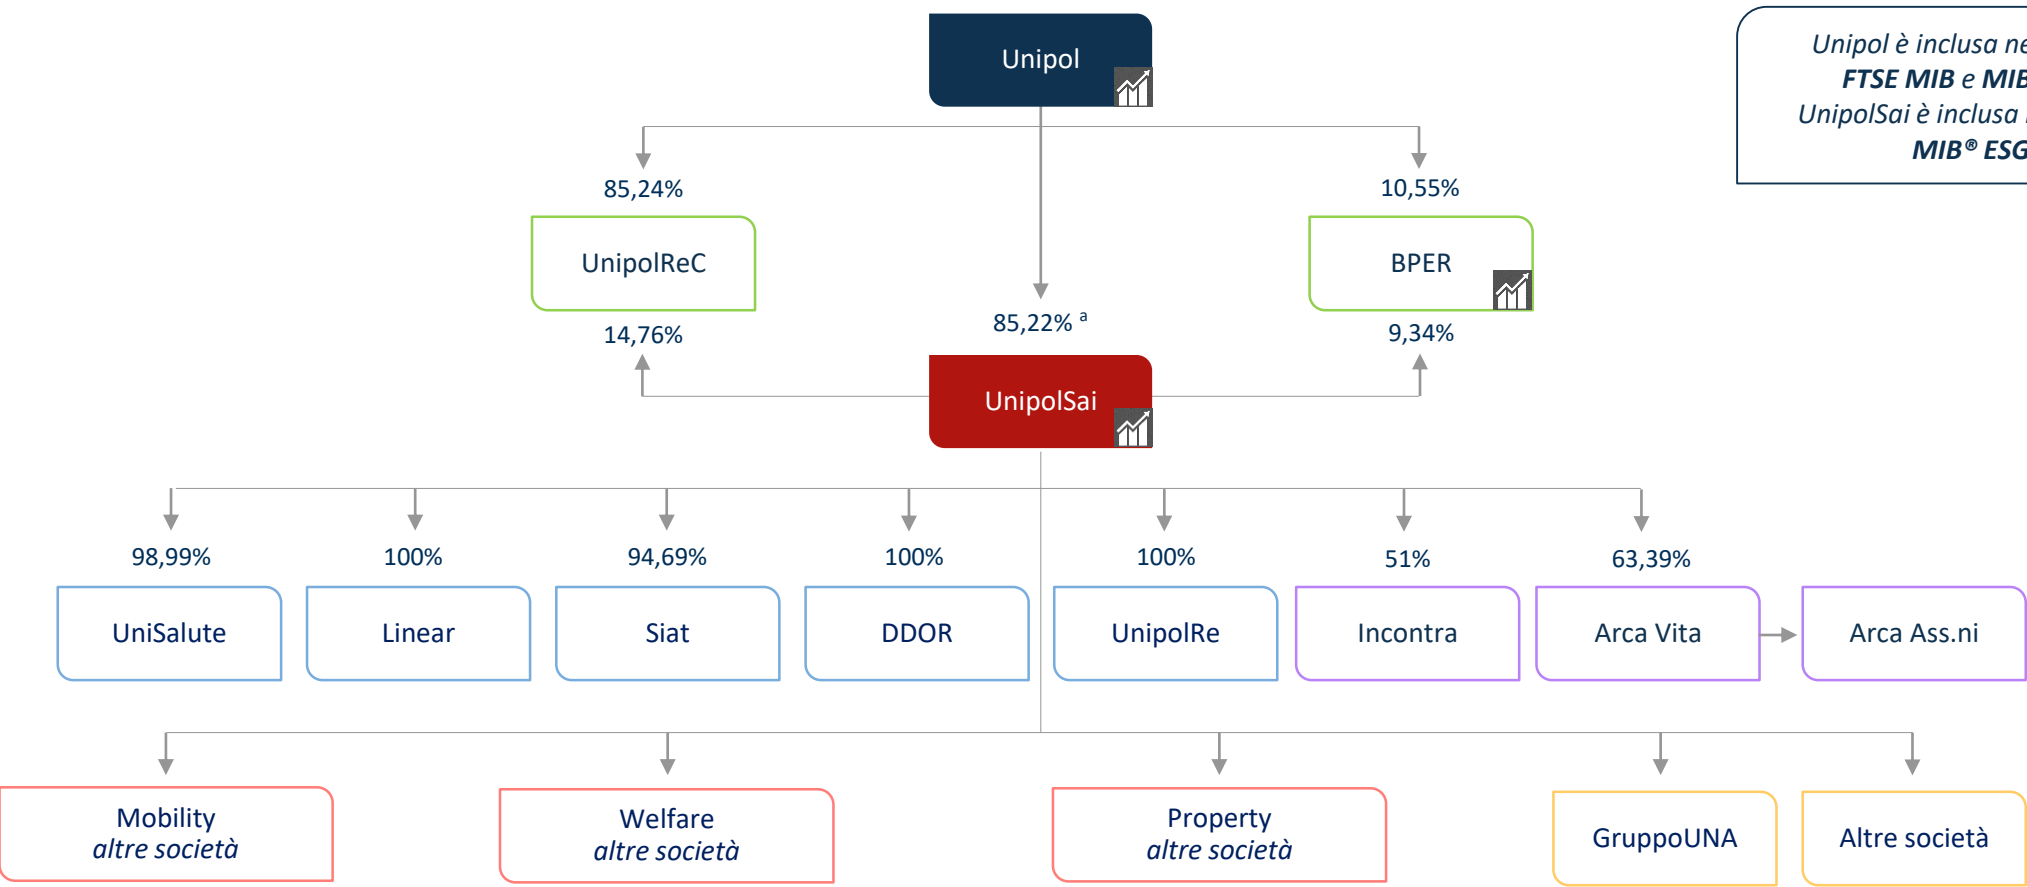 Unipol
Unipol è inclusa
FTSE MIB e MIB
UnipolSai è inclusa
MIB® ESG
85,24%
10,55%
UnipolReC
BPER
85,22% ª
14,76%
9,34%
UnipolSai
98,99%
100%
94,69%
100%
100%
51%
63,39%
UniSalute
Linear
Siat
DDOR
UnipolRe
Incontra
Arca Vita
Arca Ass.ni
Mobility
altre società
Welfare
altre società
Property
altre società
GruppoUNA
Altre società